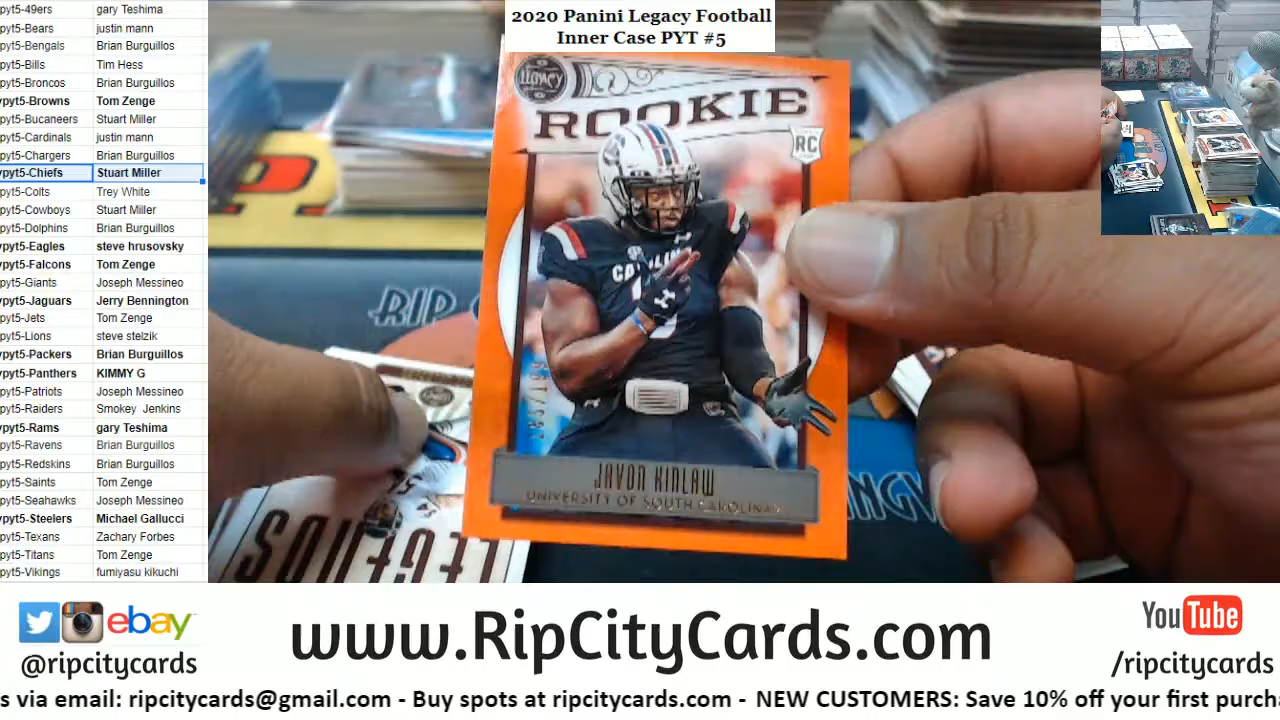 pyt5-49ers gary Teshima
pyt5-Bears justin mann
pyt5-Bengals Brian Burguillos
pyt5-Bills Tim Hess
pyt5-Broncos Brian Burguillos
pyt5-Browns Tom Zenge
pyt5-Bucaneers Stuart Miller
pyt5-Cardinals justin mann
pyt5-Chargers Brian Burguillos
pyt5-Chiefs Stuart Miller
pyt5-Colts Trey White
pyt5-Cowboys Stuart Miller
pyt5-Dolphins Brian Burguillos
pyt5-Eagles steve hrusovsky
pyt5-Falcons Tom Zenge
pyt5-Giants Joseph Messineo
pyt5-Jaguars Jerry Bennington
pyt5-Jets Tom Zenge
pyt5-Lions steve stelzik
pyt5-Packers Brian Burguillos
pyt5-Panthers KIMMY G
pyt5-Patriots Joseph Messineo
pyt5-Raiders Smokey Jenkins
pyt5-Rams gary Teshima
pyt5-Ravens Brian Burguillos
pyt5-Redskins Brian Burguillos
pyt5-Saints Tom Zenge
pyt5-Seahawks Joseph Messineo
pyt5-Steelers Michael Gallucci
pyt5-Texans Zachary Forbes
pyt5-Titans Tom Zenge
pyt5-Vikings fumiyasu kikuchi
2020 Panini Legacy Football
Inner Case PYT #5
Legacy
ROOKIE
RC
JAVON KINLAW
UNIVERSITY OF SOUTH CAROLINA
RIP
LEGENDS
ebay
@ripcitycards
www.RipCityCards.com
YouTube
/ripcitycards
s via email: ripcitycards@gmail.com - Buy spots at ripcitycards.com - NEW CUSTOMERS: Save 10% off your first purch